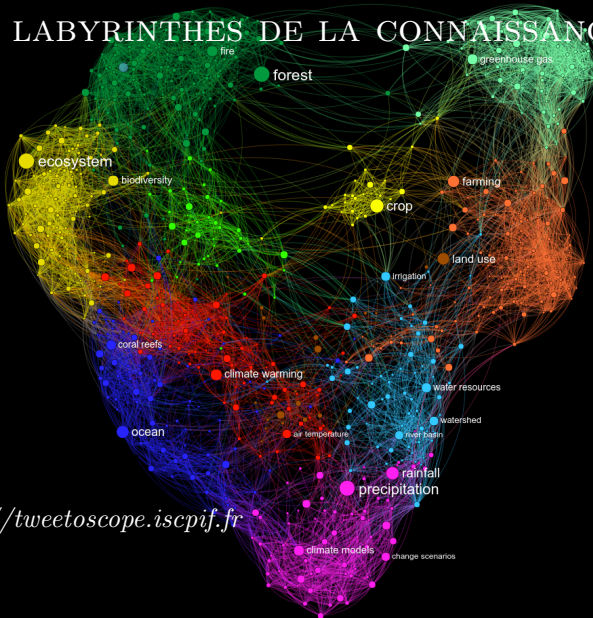 LABYRINTHES DE LA CONNAISSANC
fire
forest
greenhouse gas
ecosystem
biodiversity
farming
crop
land use
irrigation
coral reefs
climate warming
water resources
watershed
ocean
air temperature
river basin
rainfall
precipitation
//tweetoscope.iscpif.fr
climate models
change scenarios